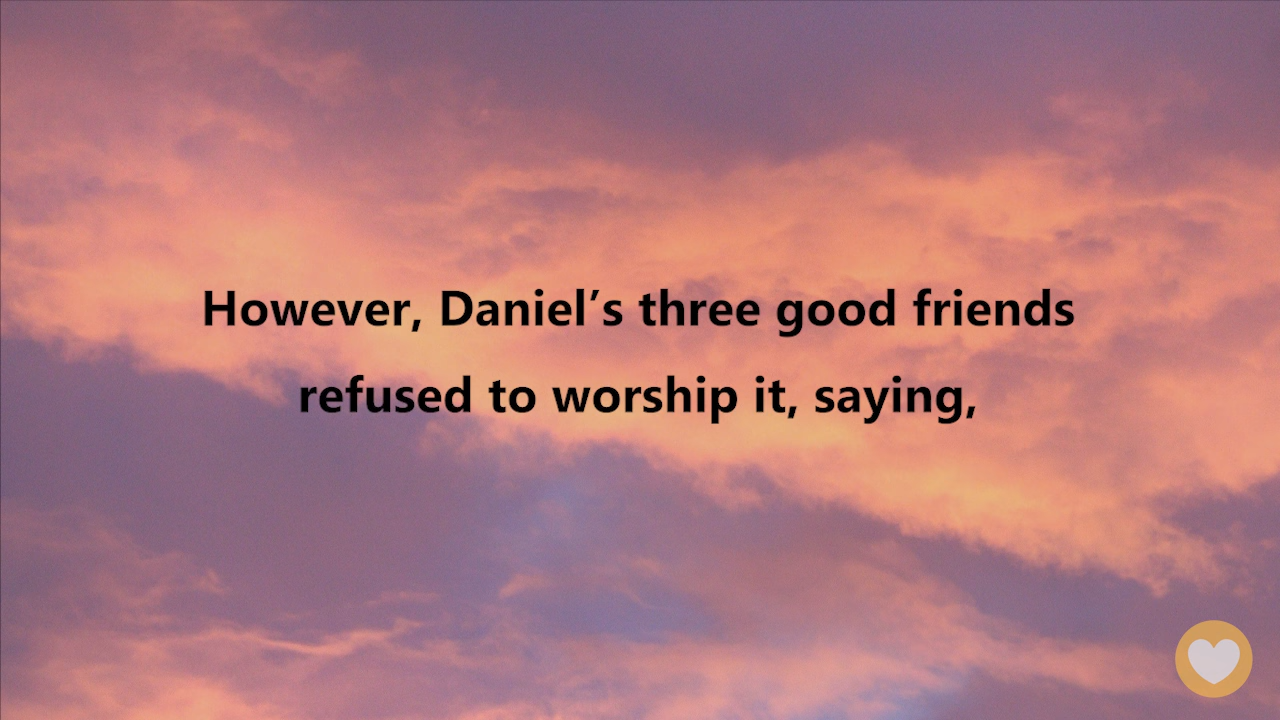 However, Daniel’s three good friends
refused to worship it, saying,